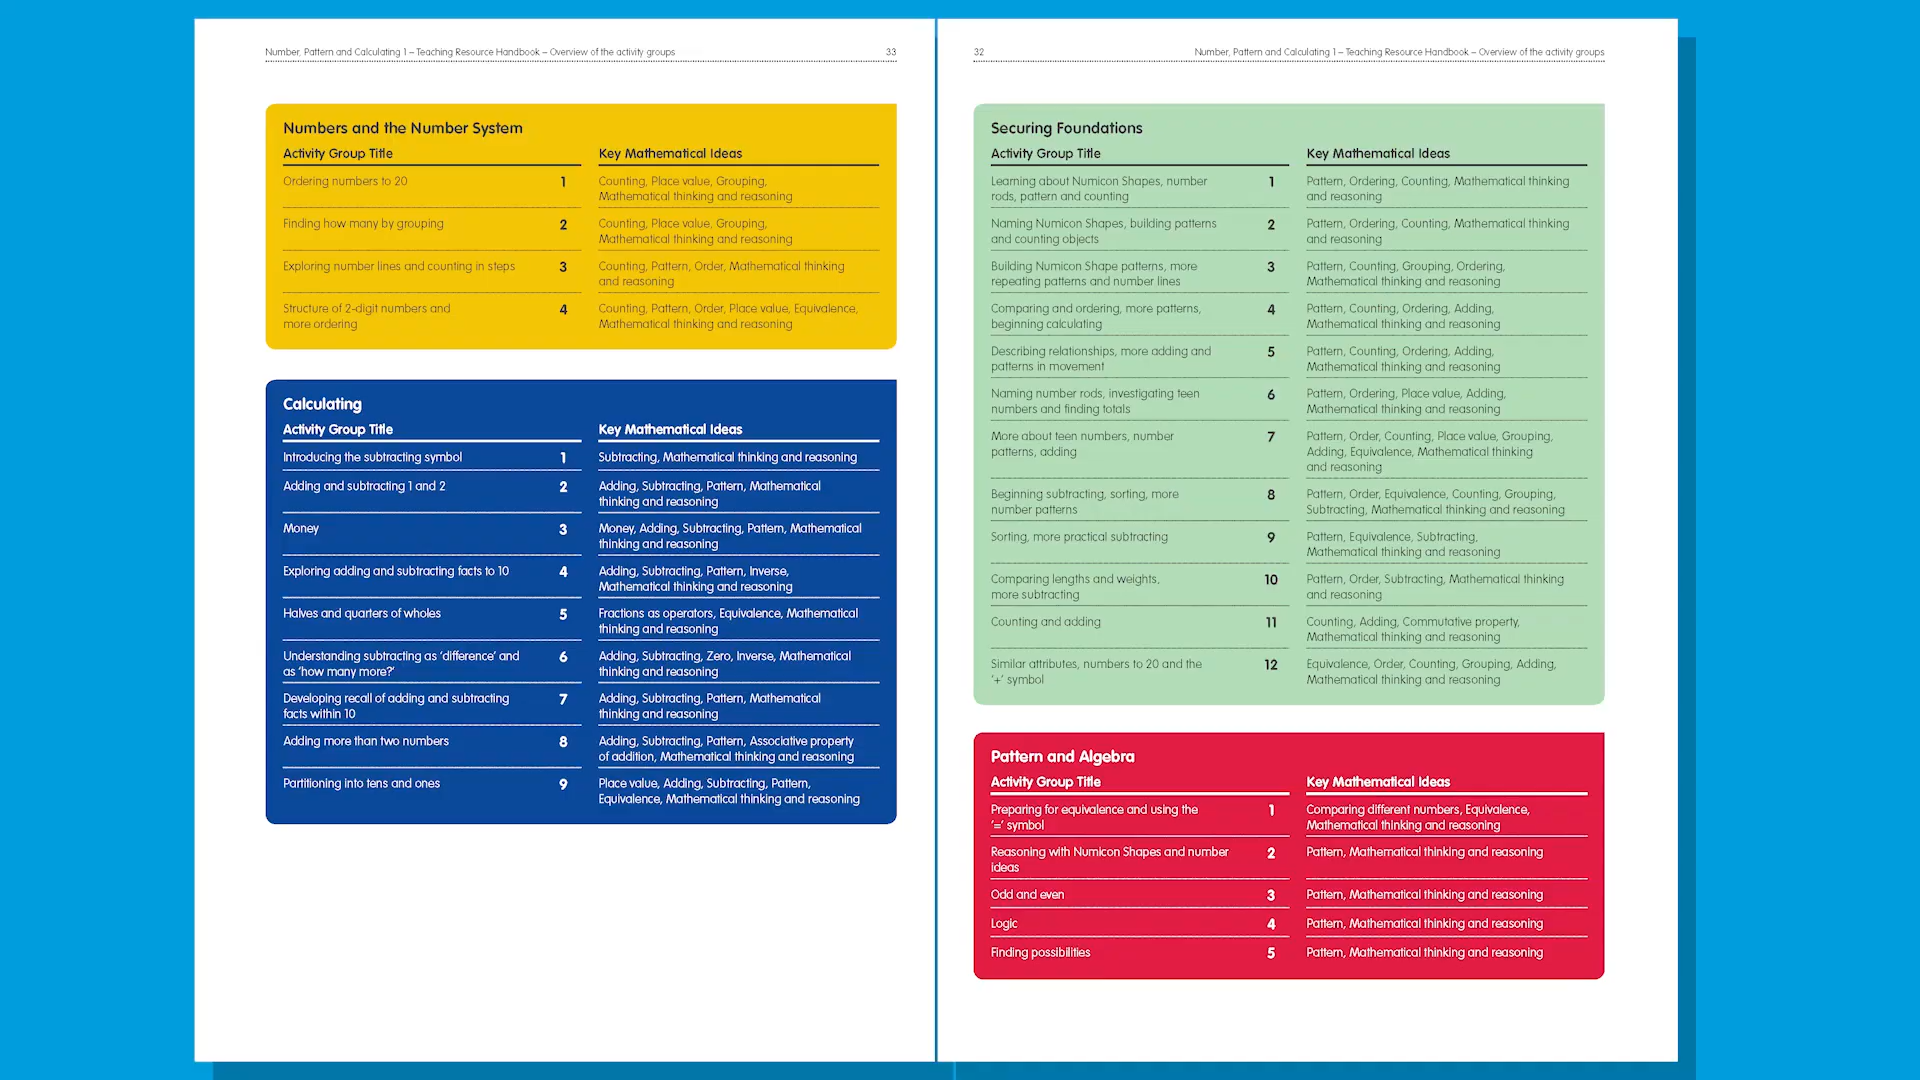 Number, Pattern and Calculating 1 – Teaching Resource Handbook – Overview of the activity groups 33
Numbers and the Number System
Activity Group Title Key Mathematical Ideas
Ordering numbers to 20 1 Counting, Place value, Grouping,
Mathematical thinking and reasoning
Finding how many by grouping 2 Counting, Place value, Grouping,
Mathematical thinking and reasoning
Exploring number lines and counting in steps 3 Counting, Pattern, Order, Mathematical thinking
and reasoning
Structure of 2-digit numbers and 4 Counting, Pattern, Order, Place value, Equivalence,
more ordering Mathematical thinking and reasoning
Calculating
Activity Group Title Key Mathematical Ideas
Introducing the subtracting symbol 1 Subtracting, Mathematical thinking and reasoning
Adding and subtracting 1 and 2 2 Adding, Subtracting, Pattern, Mathematical
thinking and reasoning
Money 3 Money, Adding, Subtracting, Pattern, Mathematical
thinking and reasoning
Exploring adding and subtracting facts to 10 4 Adding, Subtracting, Pattern, Inverse,
Mathematical thinking and reasoning
Halves and quarters of wholes 5 Fractions as operators, Equivalence, Mathematical
thinking and reasoning
Understanding subtracting as ‘difference’ and 6 Adding, Subtracting, Zero, Inverse, Mathematical
as ‘how many more?’ thinking and reasoning
Developing recall of adding and subtracting 7 Adding, Subtracting, Pattern, Mathematical
facts within 10 thinking and reasoning
Adding more than two numbers 8 Adding, Subtracting, Pattern, Associative property
of addition, Mathematical thinking and reasoning
Partitioning into tens and ones 9 Place value, Adding, Subtracting, Pattern,
Equivalence, Mathematical thinking and reasoning
32 Number, Pattern and Calculating 1 – Teaching Resource Handbook – Overview of the activity groups
Securing Foundations
Activity Group Title Key Mathematical Ideas
Learning about Numicon Shapes, number 1 Pattern, Ordering, Counting, Mathematical thinking
rods, pattern and counting and reasoning
Naming Numicon Shapes, building patterns 2 Pattern, Ordering, Counting, Mathematical thinking
and counting objects and reasoning
Building Numicon Shape patterns, more 3 Pattern, Counting, Grouping, Ordering,
repeating patterns and number lines Mathematical thinking and reasoning
Comparing and ordering, more patterns, 4 Pattern, Counting, Ordering, Adding,
beginning calculating Mathematical thinking and reasoning
Describing relationships, more adding and 5 Pattern, Counting, Ordering, Adding,
patterns in movement Mathematical thinking and reasoning
Naming number rods, investigating teen 6 Pattern, Ordering, Place value, Adding,
numbers and finding totals Mathematical thinking and reasoning
More about teen numbers, number 7 Pattern, Order, Counting, Place value, Grouping,
patterns, adding Adding, Equivalence, Mathematical thinking
and reasoning
Beginning subtracting, sorting, more 8 Pattern, Order, Equivalence, Counting, Grouping,
number patterns Subtracting, Mathematical thinking and reasoning
Sorting, more practical subtracting 9 Pattern, Equivalence, Subtracting,
Mathematical thinking and reasoning
Comparing lengths and weights, 10 Pattern, Order, Subtracting, Mathematical thinking
more subtracting and reasoning
Counting and adding 11 Counting, Adding, Commutative property,
Mathematical thinking and reasoning
Similar attributes, numbers to 20 and the 12 Equivalence, Order, Counting, Grouping, Adding,
‘+’ symbol Mathematical thinking and reasoning
Pattern and Algebra
Activity Group Title Key Mathematical Ideas
Preparing for equivalence and using the 1 Comparing different numbers, Equivalence,
‘=’ symbol Mathematical thinking and reasoning
Reasoning with Numicon Shapes and number 2 Pattern, Mathematical thinking and reasoning
ideas
Odd and even 3 Pattern, Mathematical thinking and reasoning
Logic 4 Pattern, Mathematical thinking and reasoning
Finding possibilities 5 Pattern, Mathematical thinking and reasoning